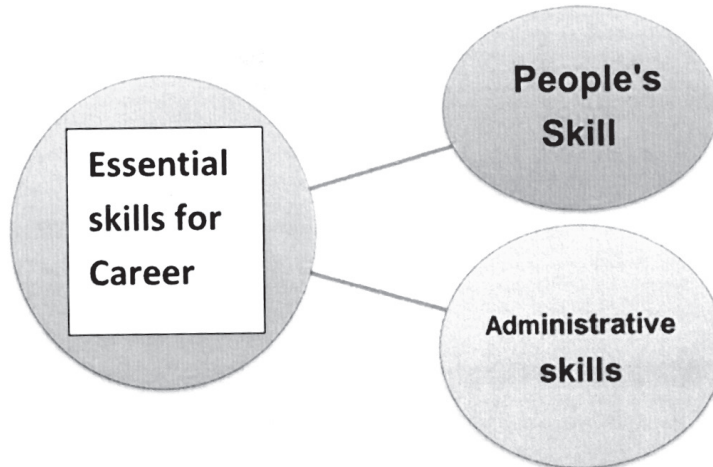 Essential
skills for
Career
People's
Skill
Administrative
skills